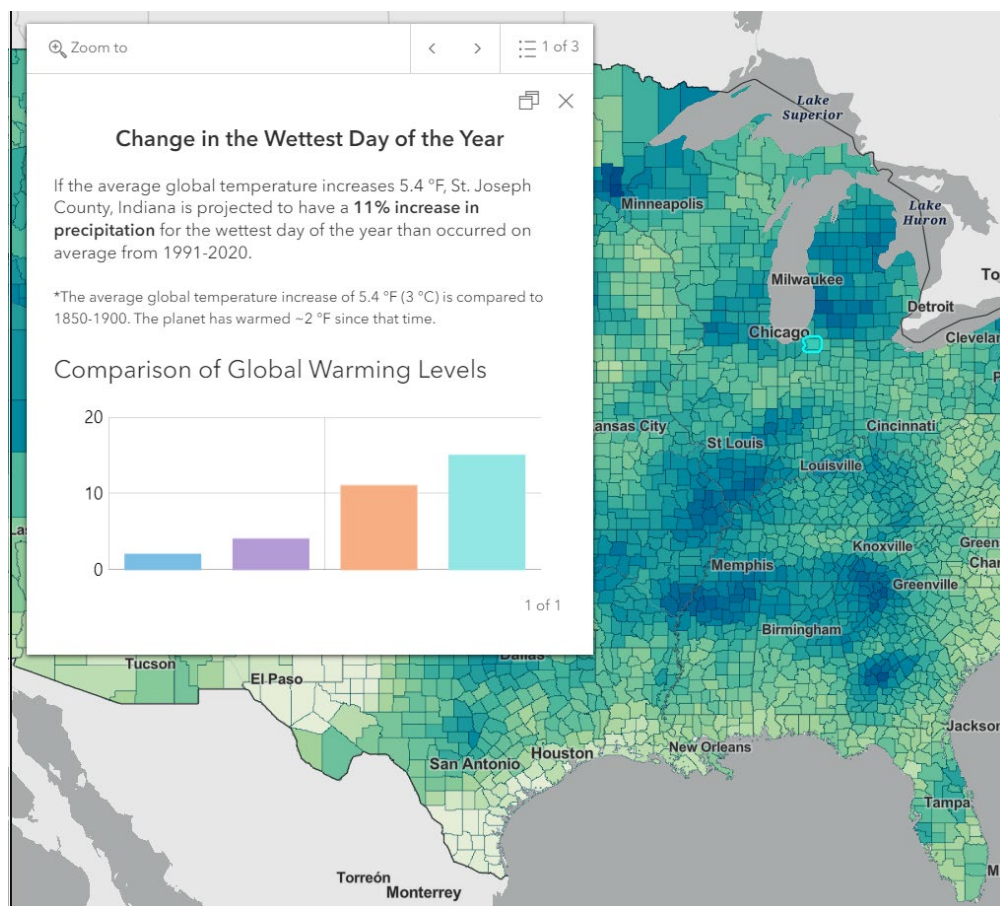 Zoom to
1 of 3
Change in the Wettest Day of the Year
If the average global temperature increases 5.4 °F, St. Joseph
County, Indiana is projected to have a 11% increase in
precipitation for the wettest day of the year than occurred on
average from 1991-2020.
*The average global temperature increase of 5.4 °F (3 °C) is compared to
1850-1900. The planet has warmed ~2 °F since that time.
Comparison of Global Warming Levels
20
10
0
1 of 1
Lake
Superior
Minneapolis
Lake
Huron
Milwaukee
Detroit
Chicago
St Louis
Cincinnati
Louisville
Knoxville
Memphis
Greenville
Birmingham
Tucson
El Paso
Dallas
San Antonio
Houston
New Orleans
Tampa
Torreón
Monterrey